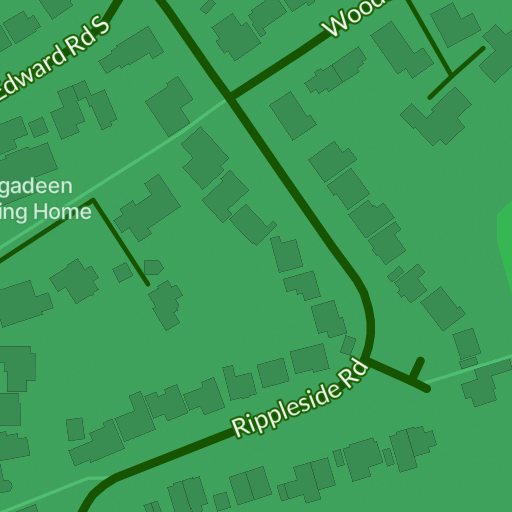 Wood
Edward Rd S
gadeen
ing Home
Rippleside Rd